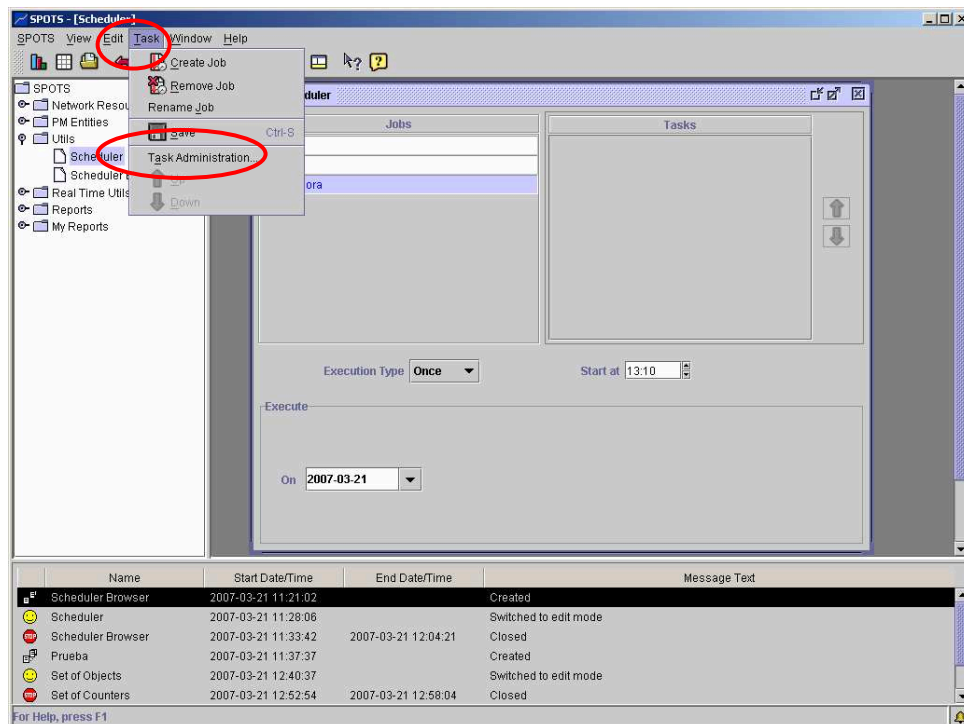 SPOTS - [Scheduler]
SPOTS View Edit Task Window Help
Create Job
Remove Job
Rename Job
Save Ctrl-S
Task Administration...
Up
Down
SPOTS
Network Resou
PM Entities
Utils
Scheduler
Scheduler
Real Time Utils
Reports
My Reports
duler
Jobs
Tasks
ora
Execution Type Once
Start at 13:10
Execute
On 2007-03-21
Name Start Date/Time End Date/Time Message Text
Scheduler Browser 2007-03-21 11:21:02 Created
Scheduler 2007-03-21 11:28:06 Switched to edit mode
STOP Scheduler Browser 2007-03-21 11:33:42 2007-03-21 12:04:21 Closed
Prueba 2007-03-21 11:37:37 Created
Set of Objects 2007-03-21 12:40:37 Switched to edit mode
STOP Set of Counters 2007-03-21 12:52:54 2007-03-21 12:58:04 Closed
For Help, press F1